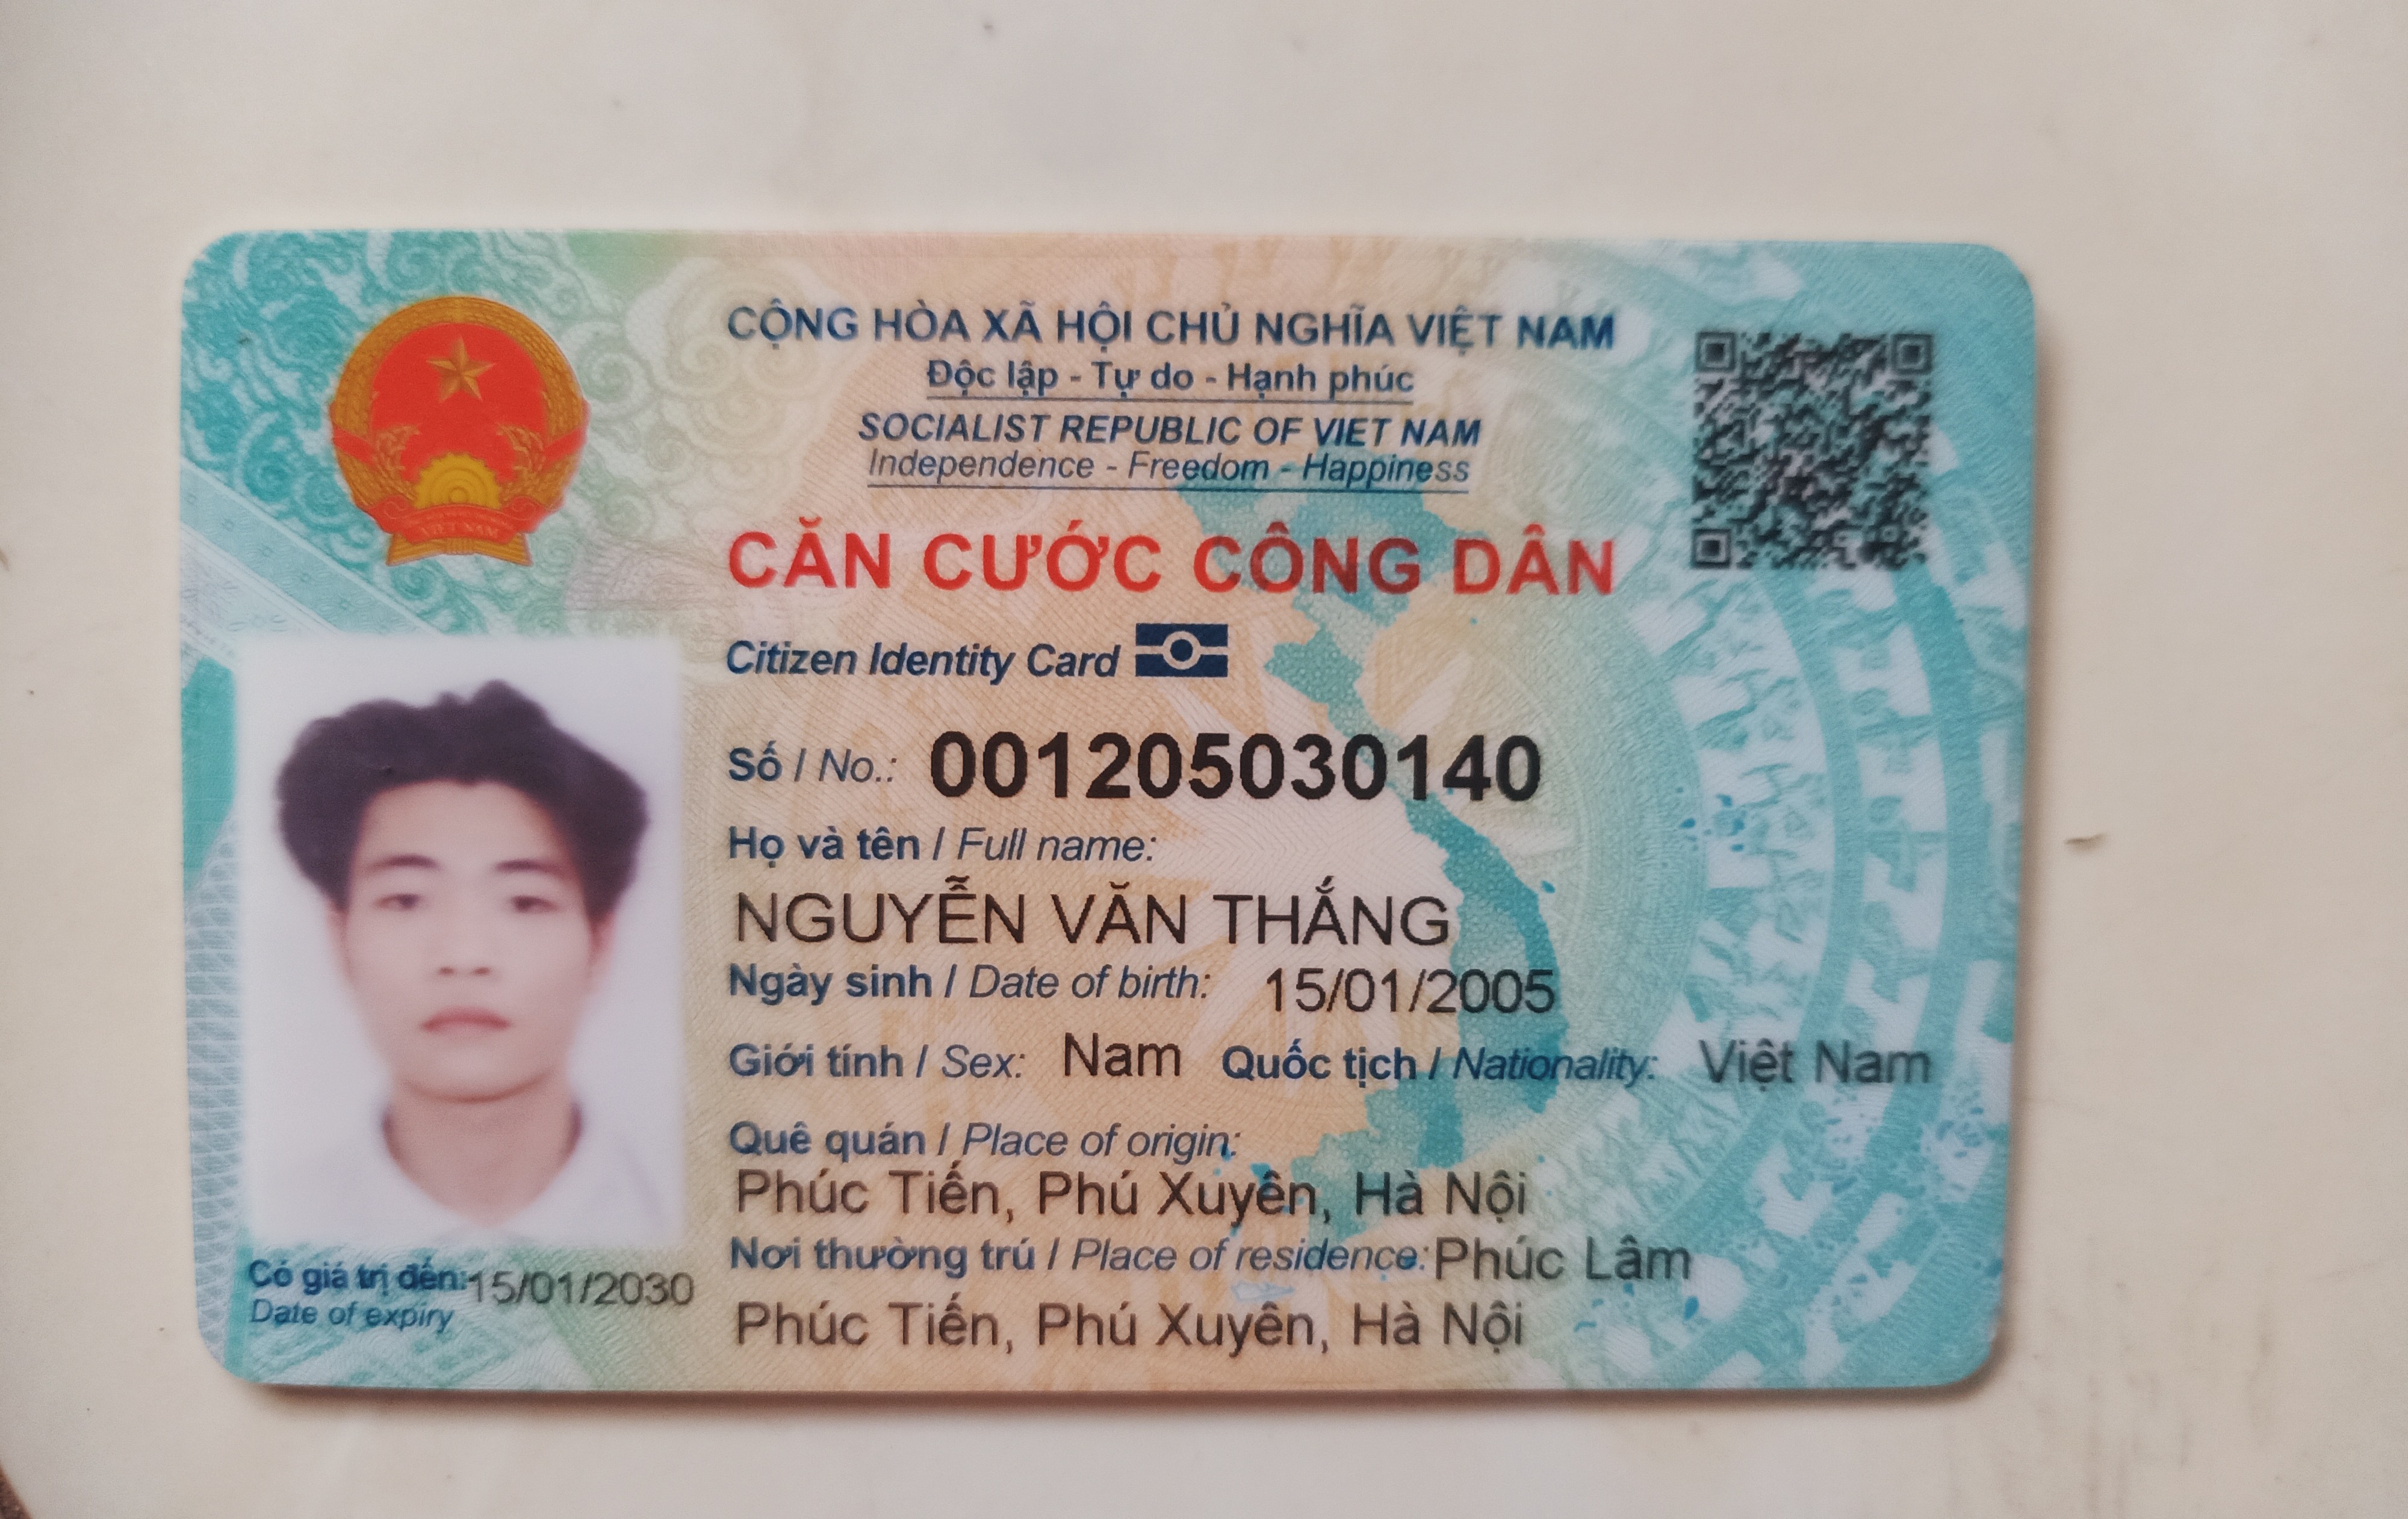 CỘNG HÒA XÃ HỘI CHỦ NGHĨA VIỆT NAM
Độc lập - Tự do - Hạnh phúc
SOCIALIST REPUBLIC OF VIET NAM
Independence - Freedom - Happiness
VIET NAM
CĂN CƯỚC CÔNG DÂN
Citizen Identity Card
Số / No.: 001205030140
Họ và tên / Full name:
NGUYỄN VĂN THẮNG
Ngày sinh / Date of birth: 15/01/2005
Giới tính / Sex: Nam Quốc tịch / Nationality: Việt Nam
Quê quán / Place of origin:
Phúc Tiến, Phú Xuyên, Hà Nội
Nơi thường trú / Place of residence: Phúc Lâm
Phúc Tiến, Phú Xuyên, Hà Nội
Có giá trị đến: 15/01/2030
Date of expiry